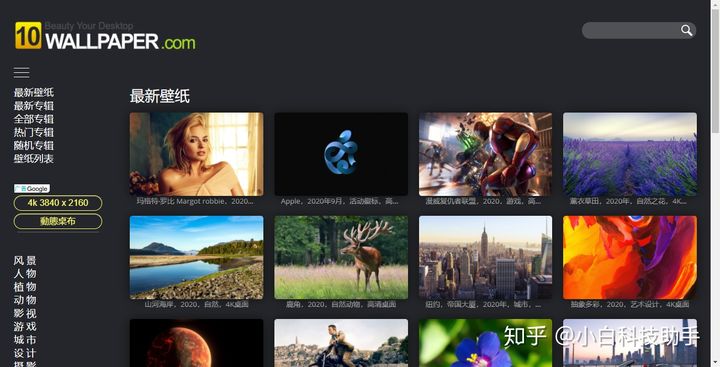 Beauty Your Desktop
10 WALLPAPER.com
最新壁纸
最新专辑
全部专辑
热门专辑
随机专辑
壁纸列表
广告 Google
4K 3840 x 2160
動態桌布
风 景
人 物
植 物
动 物
影 视
游 戏
城 市
设 计
摄 影
最新壁纸
玛格特·罗比 Margot robbie，2020...
Apple，2020年9月，活动徽标，高...
漫威复仇者联盟，2020，游戏，高...
薰衣草田，2020年，自然之花，4K...
山河海岸，2020，自然，4K桌面
鹿角，2020，自然动物，高清桌面
纽约，帝国大厦，2020年，城市，...
抽象多彩，2020，艺术设计，4K桌面
知乎 @小白科技助手